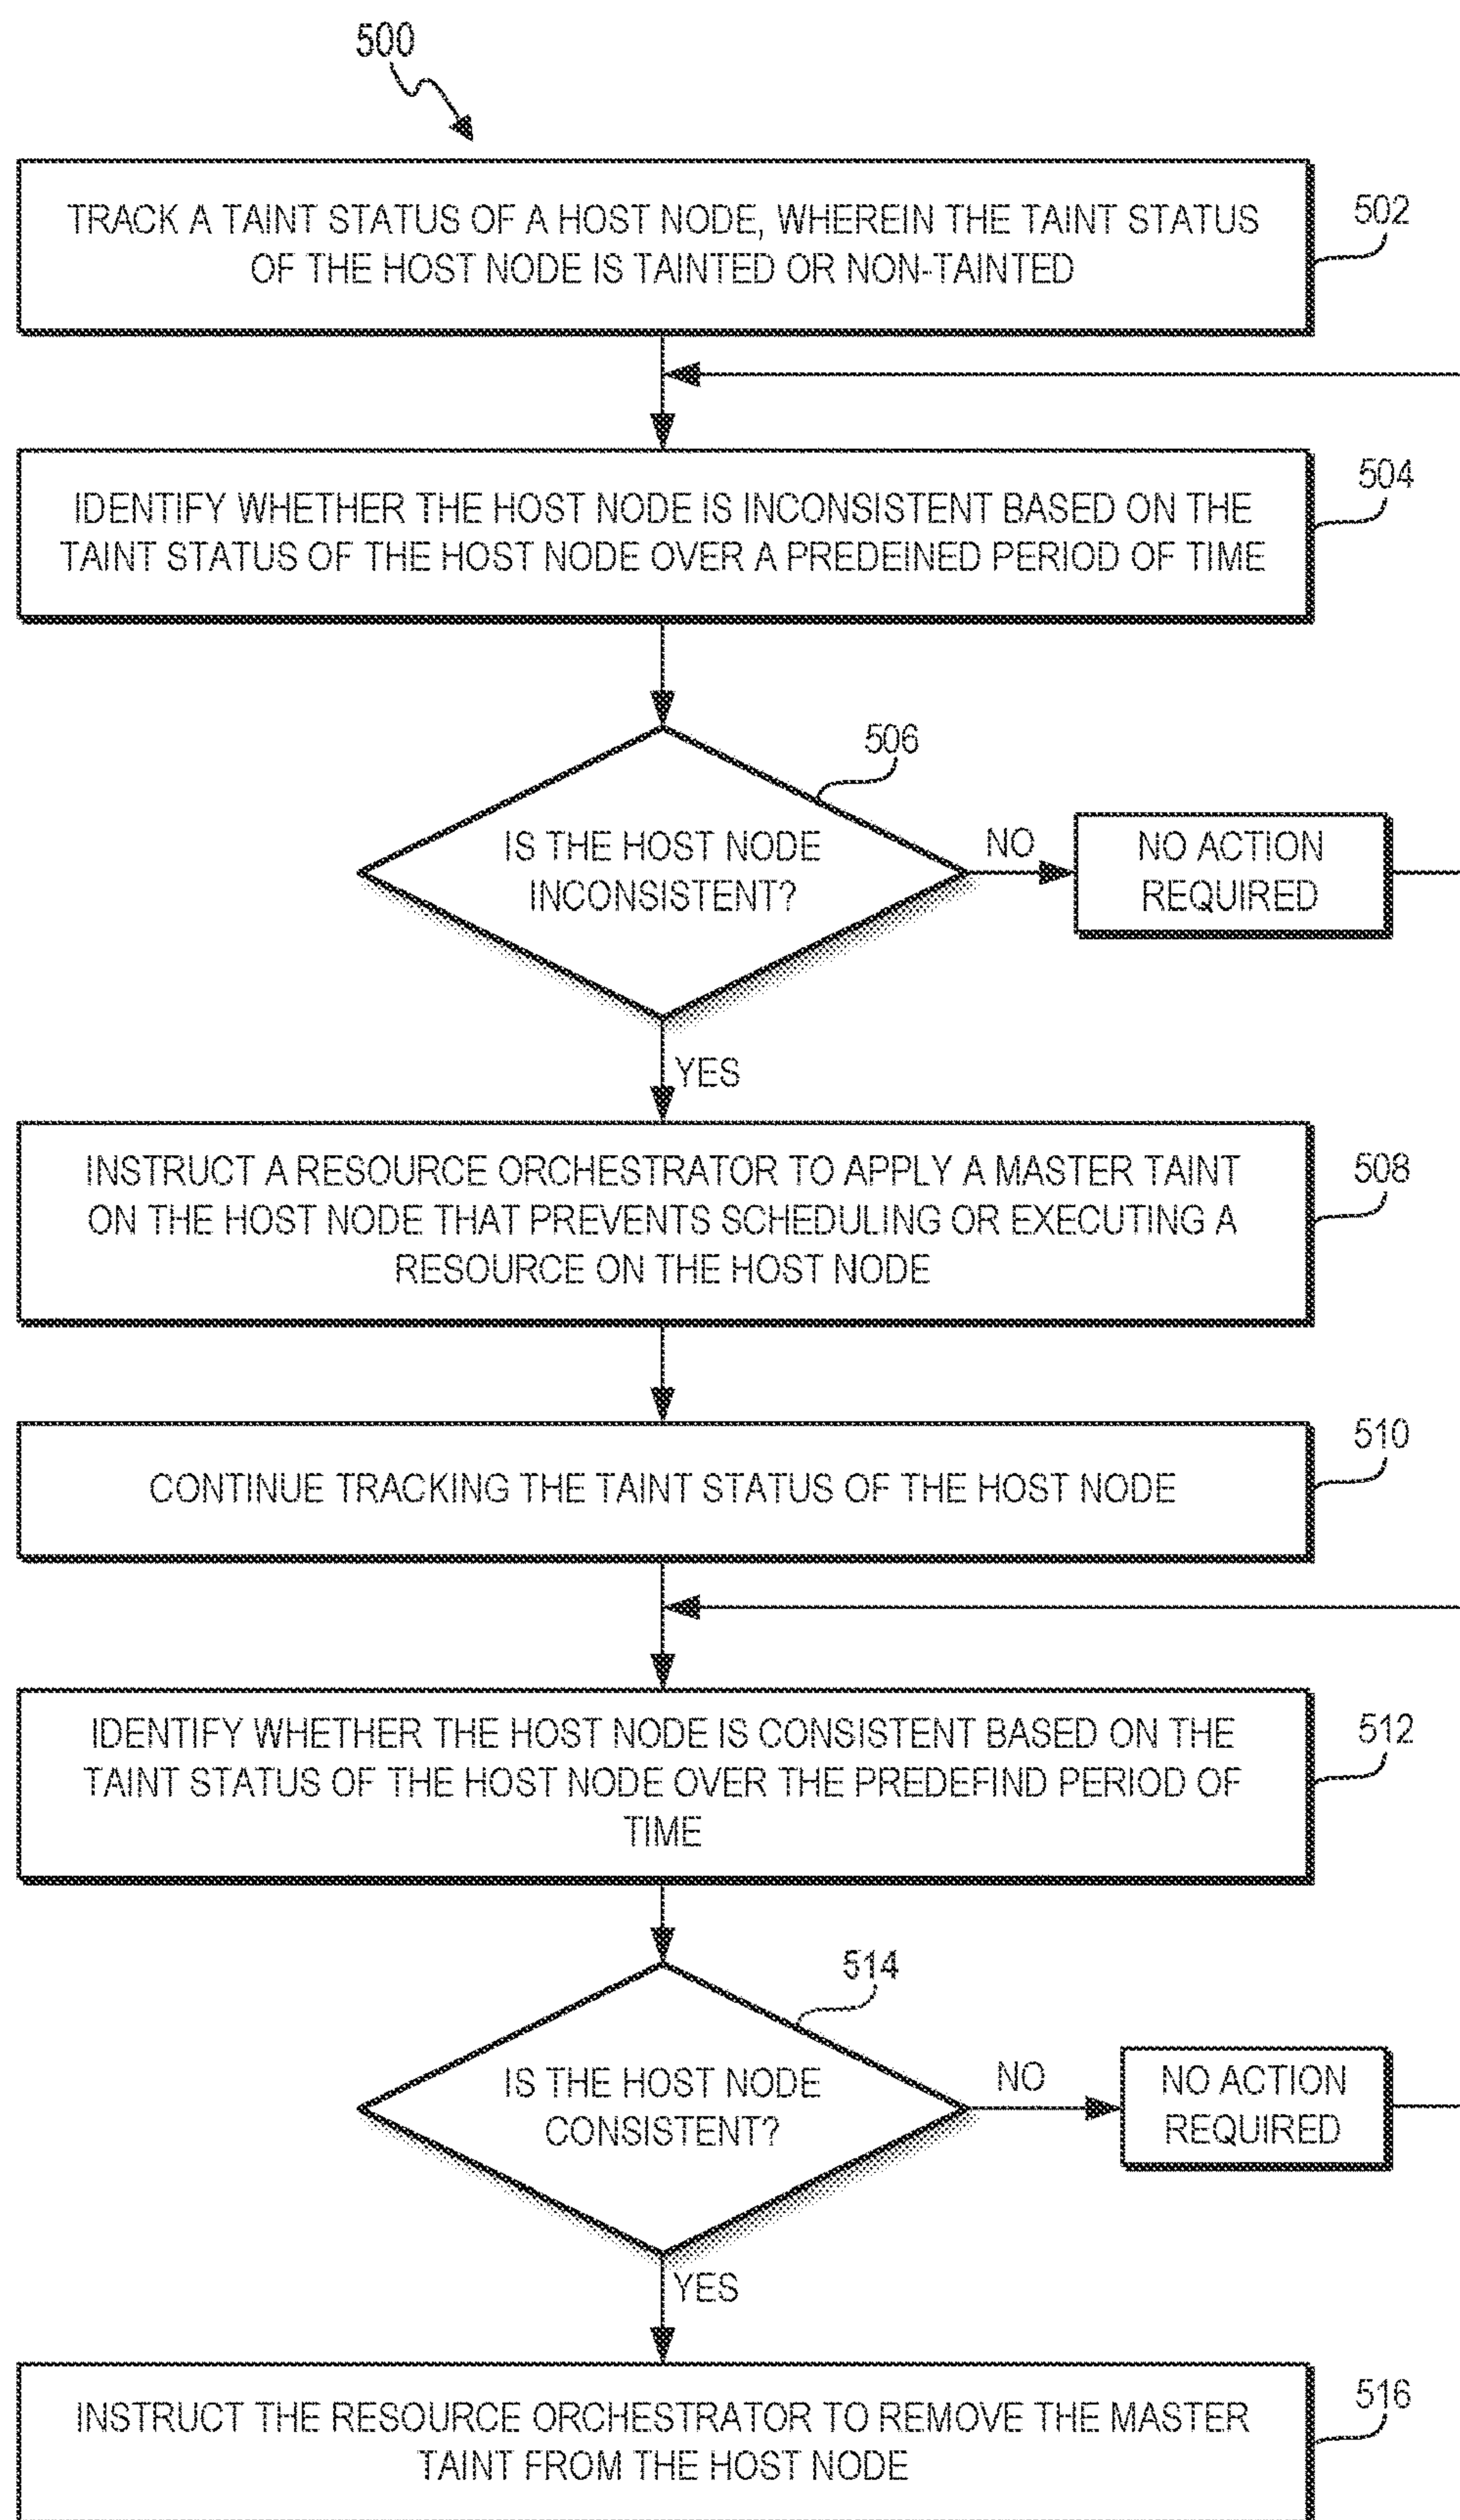 500
TRACK A TAINT STATUS OF A HOST NODE, WHEREIN THE TAINT STATUS
OF THE HOST NODE IS TAINTED OR NON-TAINTED
502
IDENTIFY WHETHER THE HOST NODE IS INCONSISTENT BASED ON THE
TAINT STATUS OF THE HOST NODE OVER A PREDEINED PERIOD OF TIME
504
506
IS THE HOST NODE
INCONSISTENT?
NO
NO ACTION
REQUIRED
YES
INSTRUCT A RESOURCE ORCHESTRATOR TO APPLY A MASTER TAINT
ON THE HOST NODE THAT PREVENTS SCHEDULING OR EXECUTING A
RESOURCE ON THE HOST NODE
508
CONTINUE TRACKING THE TAINT STATUS OF THE HOST NODE
510
IDENTIFY WHETHER THE HOST NODE IS CONSISTENT BASED ON THE
TAINT STATUS OF THE HOST NODE OVER THE PREDEFIND PERIOD OF
TIME
512
514
IS THE HOST NODE
CONSISTENT?
NO
NO ACTION
REQUIRED
YES
INSTRUCT THE RESOURCE ORCHESTRATOR TO REMOVE THE MASTER
TAINT FROM THE HOST NODE
516